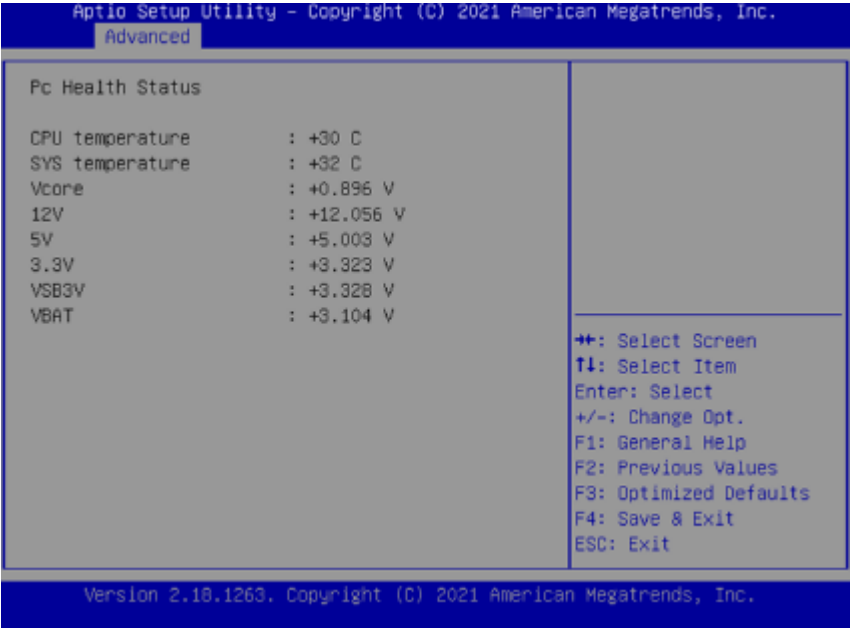 Aptio Setup Utility – Copyright (C) 2021 American Megatrends, Inc.
Advanced
Pc Health Status
CPU temperature : +30 C
SYS temperature : +32 C
Vcore : +0.896 V
12V : +12.056 V
5V : +5.003 V
3.3V : +3.323 V
VSB3V : +3.328 V
VBAT : +3.104 V
→←: Select Screen
↑↓: Select Item
Enter: Select
+/-: Change Opt.
F1: General Help
F2: Previous Values
F3: Optimized Defaults
F4: Save & Exit
ESC: Exit
Version 2.18.1263. Copyright (C) 2021 American Megatrends, Inc.